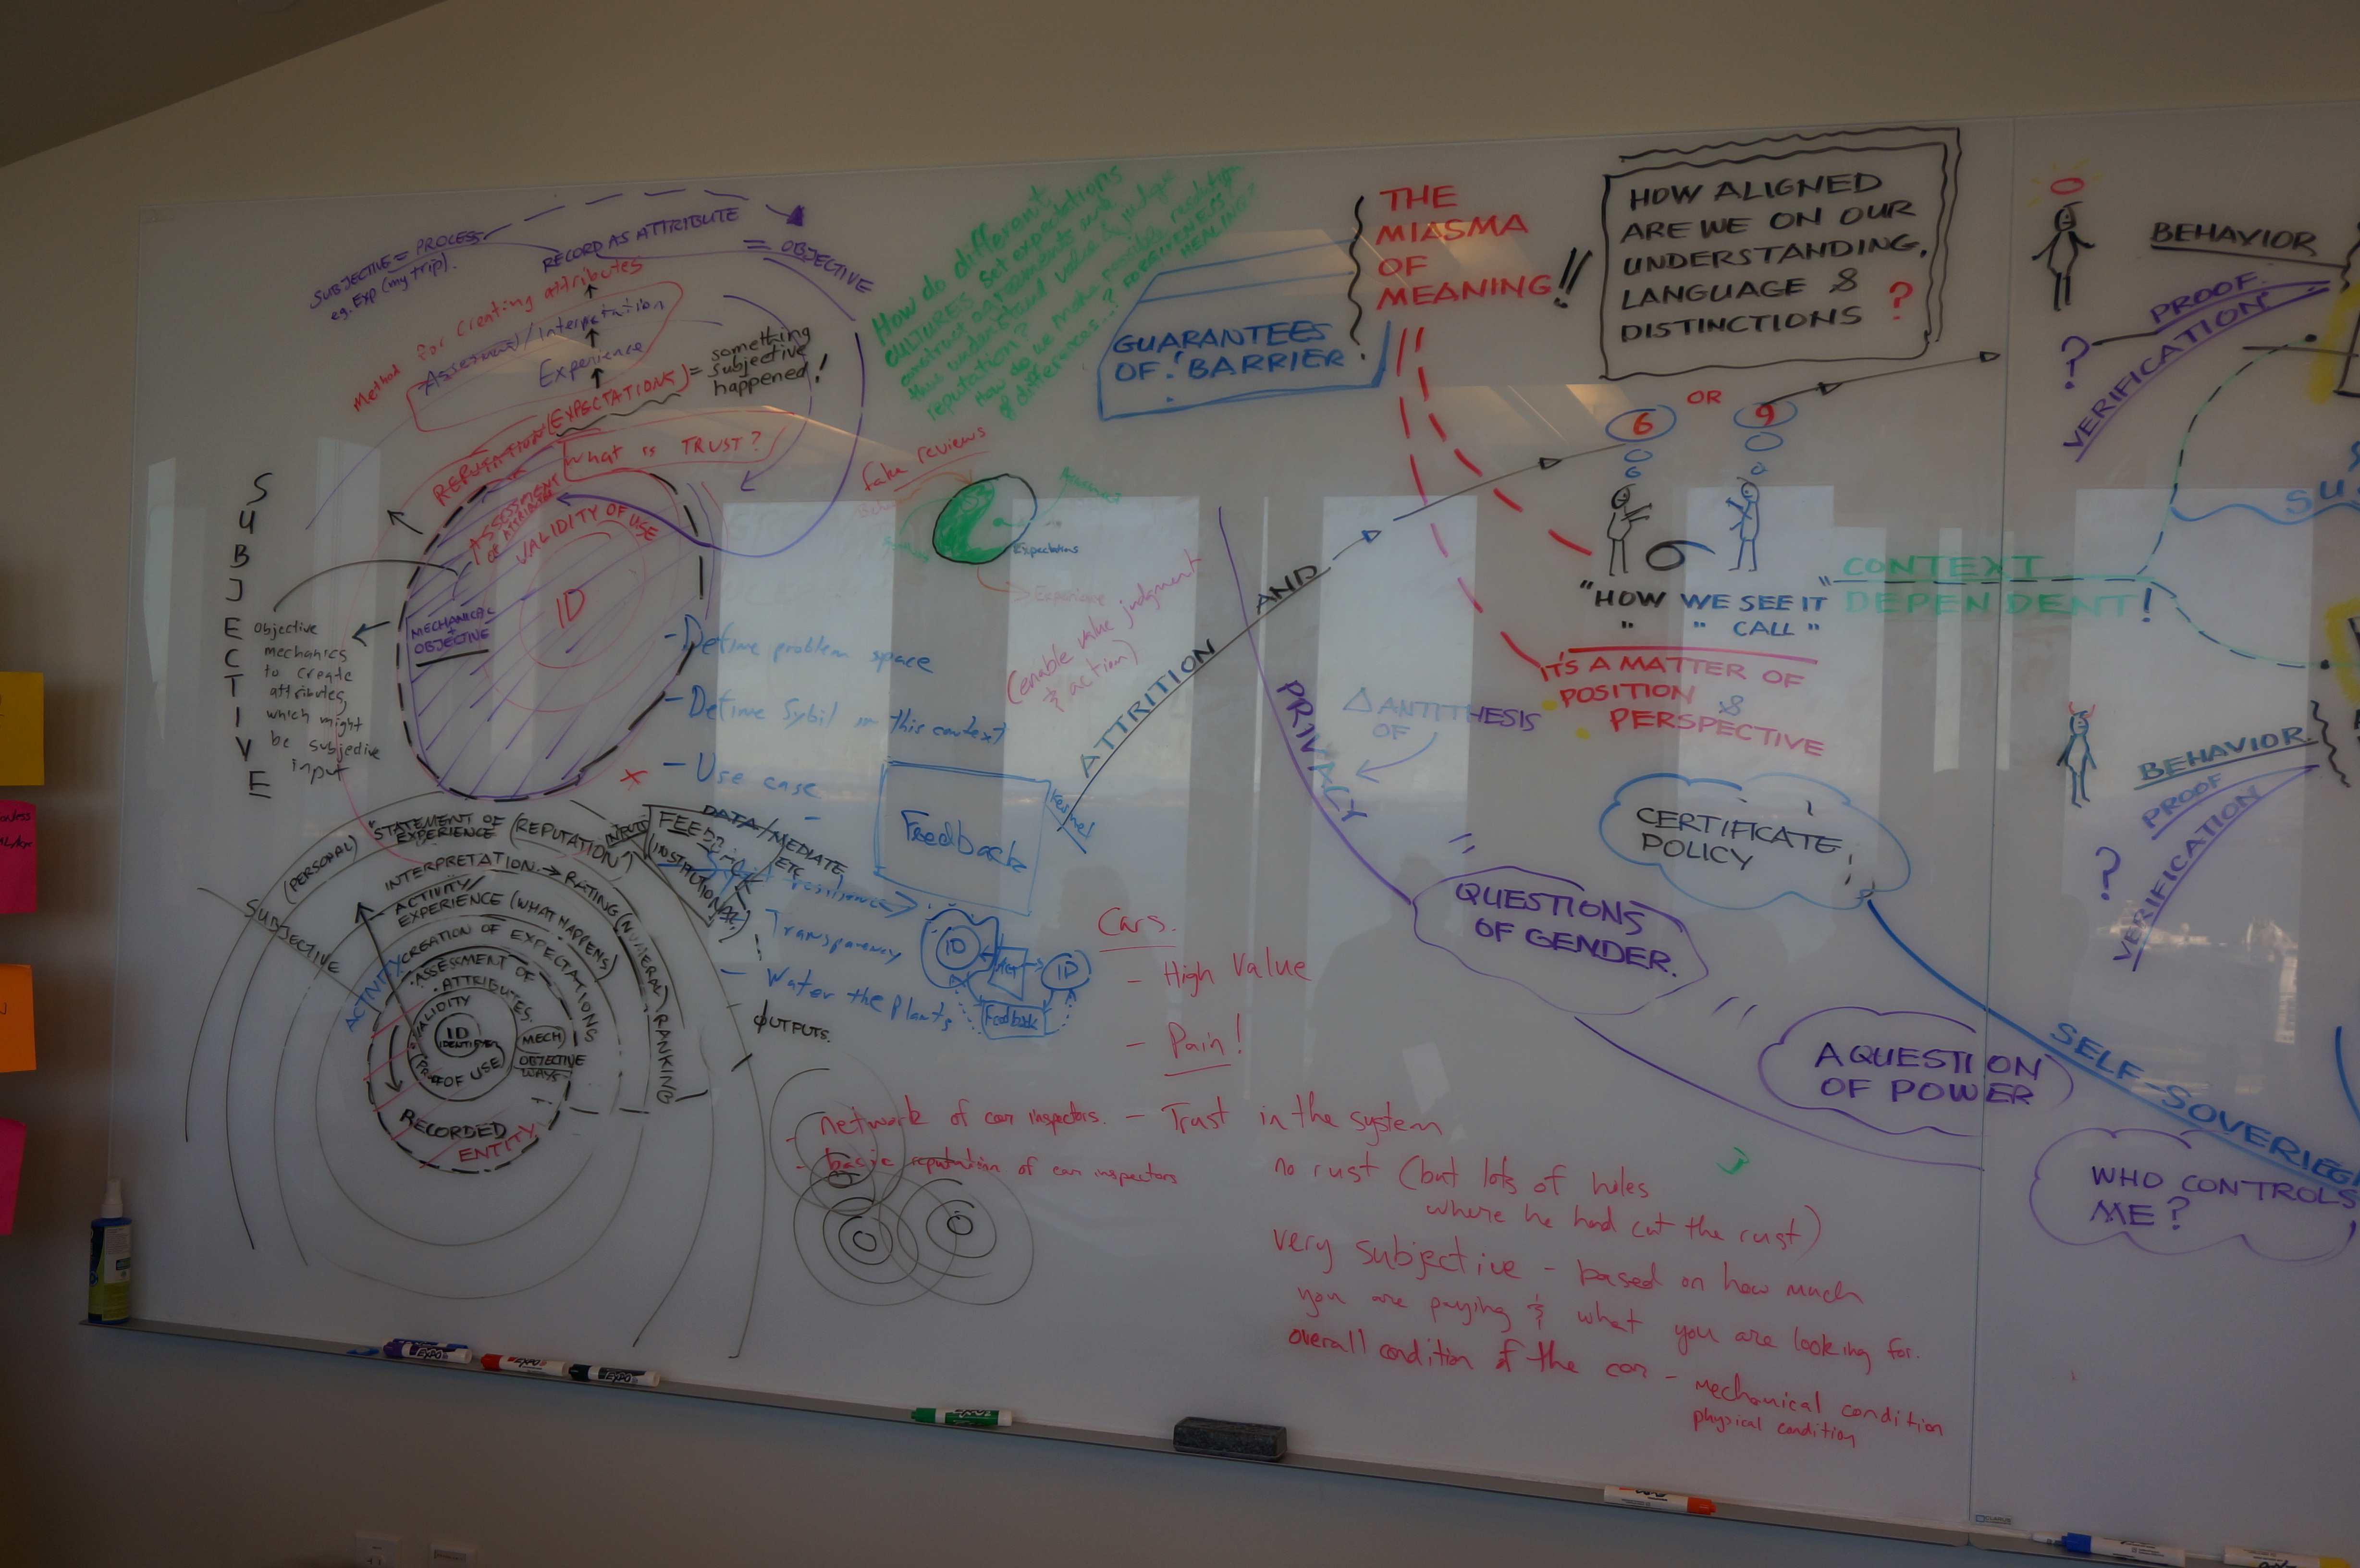 SUBJECTIVE = PROCESS
eg. Exp (my trip).
RECORD AS ATTRIBUTE
= OBJECTIVE
Method for creating attributes
Assessment/Interpretation
Experience
REPUTATION (EXPECTATIONS)
= something
subjective
happened!
What is TRUST?
ASSESSMENT
OF ATTRIBUTES
VALIDITY OF USE
ID
MECHANICAL
+
OBJECTIVE
SUBJECTIVE
objective
mechanics
to create
attributes,
which might
be subjective
input
How do different
CULTURES set expectations
construct agreements and
thus understand value & judge
reputation?
How do we make possible resolution
of differences...? FORGIVENESS
HEALING?
fake reviews
Expectations
Experience
(enable value judgment
& action)
- Define problem space
- Define Sybil in this context
- Use case
-
Transparency
- Water the plants
Feedback
ID
ID
Feedback
(PERSONAL)
"STATEMENT OF
EXPERIENCE
(REPUTATION)
INTERPRETATION → RATING (NUMERAL) RANKING
ACTIVITY/
EXPERIENCE (WHAT HAPPENS)
CREATION OF EXPECTATIONS
ASSESSMENT OF
ATTRIBUTES.
VALIDITY
ID
IDENTIFIER
PROOF OF USE
MECH
OBJECTIVE
WAYS
RECORDED
ENTITY
SUBJECTIVE
ACTIVITY
INPUTS
FEEDING
INSTITUTIONAL
DATA/MEDIATE
ETC
OUTPUTS.
Cars.
- High Value
- Pain!
- Trust in the system
- network of car inspectors.
- basic reputation of car inspectors
no rust (but lots of holes
where he had cut the rust)
very subjective - based on how much
you are paying & what you are looking for.
overall condition of the car - mechanical condition
physical condition
GUARANTEES
OF! BARRIER
THE
MIASMA
OF
MEANING!!
HOW ALIGNED
ARE WE ON OUR
UNDERSTANDING,
LANGUAGE &
DISTINCTIONS ?
6 OR 9
"HOW WE SEE IT"
" " CALL "
CONTEXT
DEPENDENT!
IT'S A MATTER OF
POSITION &
PERSPECTIVE
ATTRITION AND
PRIVACY
△ ANTITHESIS
OF
CERTIFICATE
POLICY
QUESTIONS
OF GENDER.
A QUESTION
OF POWER
SELF-SOVERIEG
WHO CONTROLS
ME?
BEHAVIOR
PROOF
VERIFICATION
?
BEHAVIOR
PROOF
VERIFICATION
?
EXPO
EXPO
EXPO